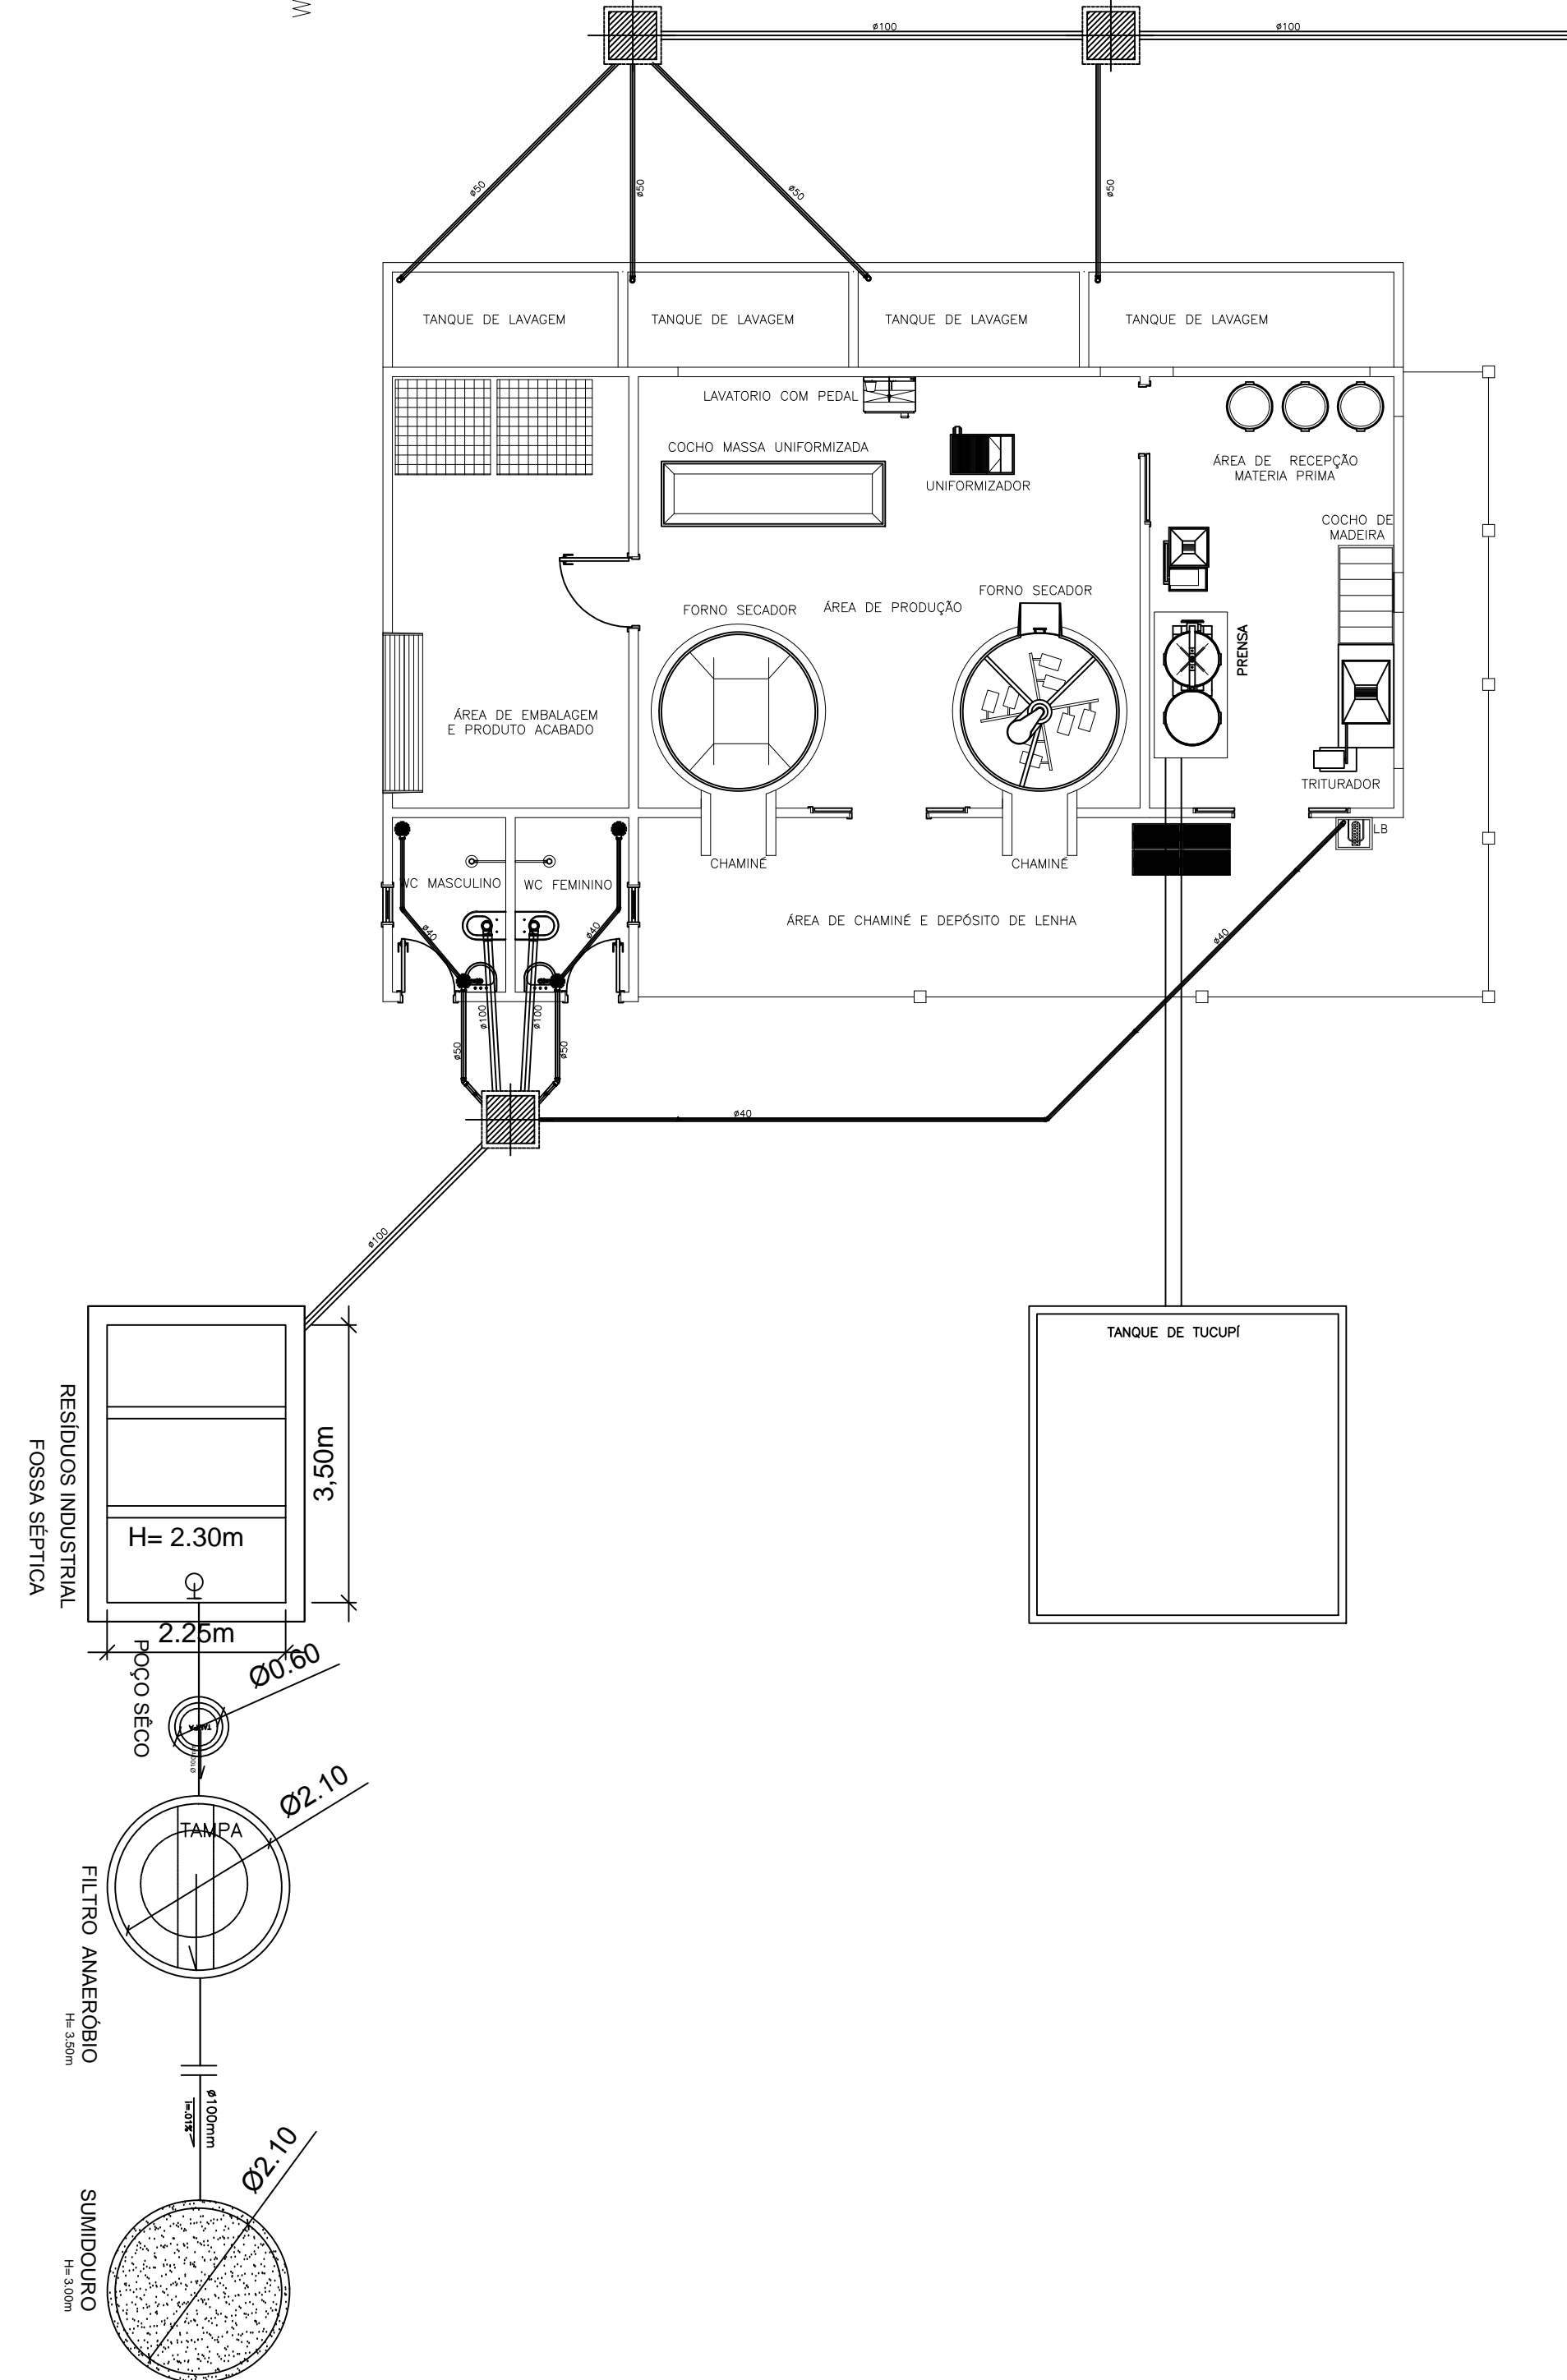 W
ø100
ø100
ø50
ø50
ø50
ø50
TANQUE DE LAVAGEM
TANQUE DE LAVAGEM
TANQUE DE LAVAGEM
TANQUE DE LAVAGEM
LAVATORIO COM PEDAL
COCHO MASSA UNIFORMIZADA
UNIFORMIZADOR
ÁREA DE RECEPÇÃO
MATERIA PRIMA
COCHO DE
MADEIRA
FORNO SECADOR
ÁREA DE PRODUÇÃO
FORNO SECADOR
PRENSA
ÁREA DE EMBALAGEM
E PRODUTO ACABADO
TRITURADOR
LB
CHAMINÉ
CHAMINÉ
WC MASCULINO
WC FEMININO
ÁREA DE CHAMINÉ E DEPÓSITO DE LENHA
ø40
ø40
ø40
ø100
ø100
ø50
ø50
ø40
ø100
TANQUE DE TUCUPÍ
RESÍDUOS INDUSTRIAL
FOSSA SÉPTICA
3,50m
H= 2.30m
2.25m
POÇO SÊCO
Ø0.60
TAMPA
Ø100mm
Ø2.10
TAMPA
FILTRO ANAERÓBIO
H= 3.50m
ø100mm
i=.01%
Ø2.10
SUMIDOURO
H= 3.00m